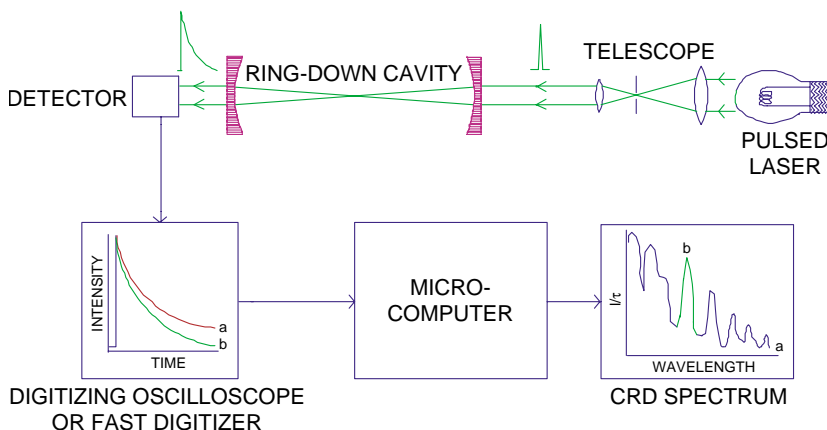 TELESCOPE
RING-DOWN CAVITY
DETECTOR
PULSED
LASER
INTENSITY
a
b
TIME
MICRO-
COMPUTER
I/τ
b
a
WAVELENGTH
DIGITIZING OSCILLOSCOPE
OR FAST DIGITIZER
CRD SPECTRUM